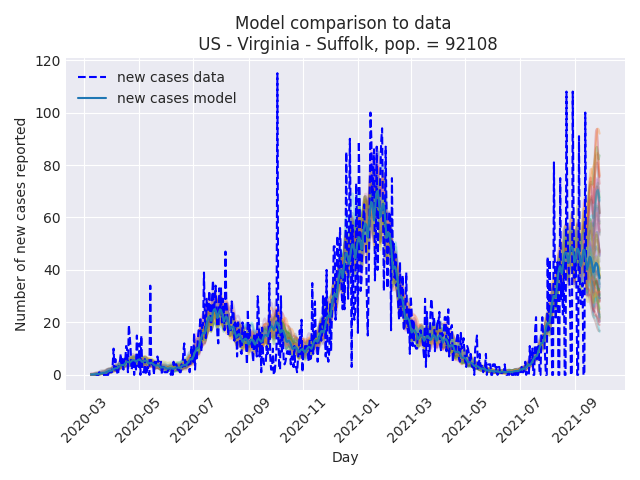 Model comparison to data
US - Virginia - Suffolk, pop. = 92108
new cases data
new cases model
Number of new cases reported
120
100
80
60
40
20
0
2020-03
2020-05
2020-07
2020-09
2020-11
2021-01
2021-03
2021-05
2021-07
2021-09
Day